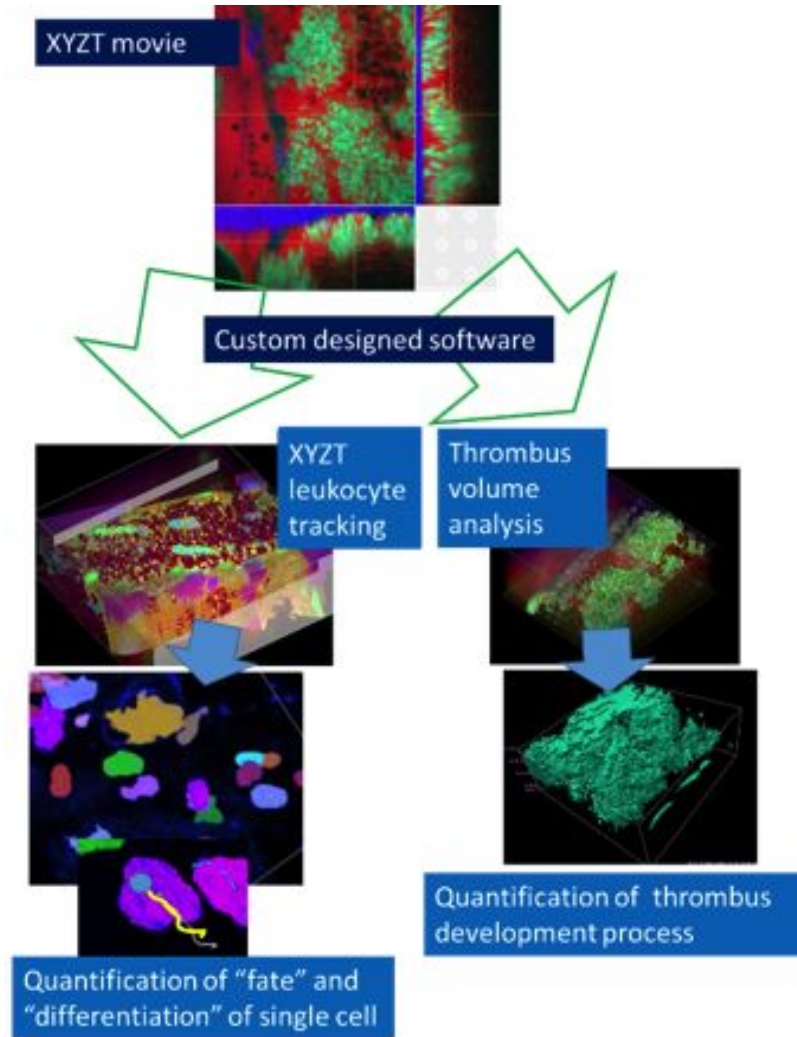 XYZT movie
Custom designed software
XYZT
leukocyte
tracking
Thrombus
volume
analysis
Quantification of thrombus
development process
Quantification of “fate” and
“differentiation” of single cell